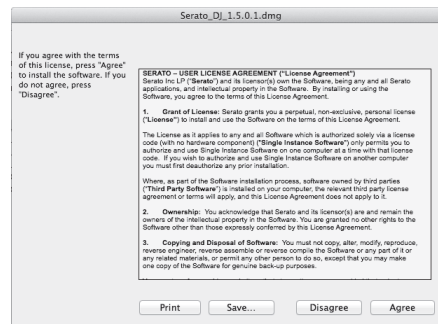 Serato_DJ_1.5.0.1.dmg
If you agree with the terms
of this license, press "Agree"
to install the software. If you
do not agree, press
"Disagree".
SERATO – USER LICENSE AGREEMENT ("License Agreement")
Serato Inc LP ("Serato") and its licensor(s) own the Software, being any and all Serato
applications, and intellectual property in the Software. By installing or using the
Software, you agree to the terms of this License Agreement.
1. Grant of License: Serato grants you a perpetual, non-exclusive, personal license
("License") to install and use the Software on the terms of this License Agreement.
The License as it applies to any and all Software which is authorized solely via a license
code (with no hardware component) ("Single Instance Software") only permits you to
authorize and use Single Instance Software on one computer at a time with that license
code. If you wish to authorize and use Single Instance Software on another computer
you must first deauthorize any prior installation.
Where, as part of the Software installation process, software owned by third parties
("Third Party Software") is installed on your computer, the relevant third party license
agreement or terms will apply, and this License Agreement does not apply to it.
2. Ownership: You acknowledge that Serato and its licensor(s) are and remain the
owners of the intellectual property in the Software. You are granted no other rights to the
Software other than those expressly conferred by this License Agreement.
3. Copying and Disposal of Software: You must not copy, alter, modify, reproduce,
reverse engineer, reverse assemble or reverse compile the Software or any part of it or
any related materials, or permit any other person to do so, except that you may make
one copy of the Software for genuine back-up purposes.
Print Save... Disagree Agree